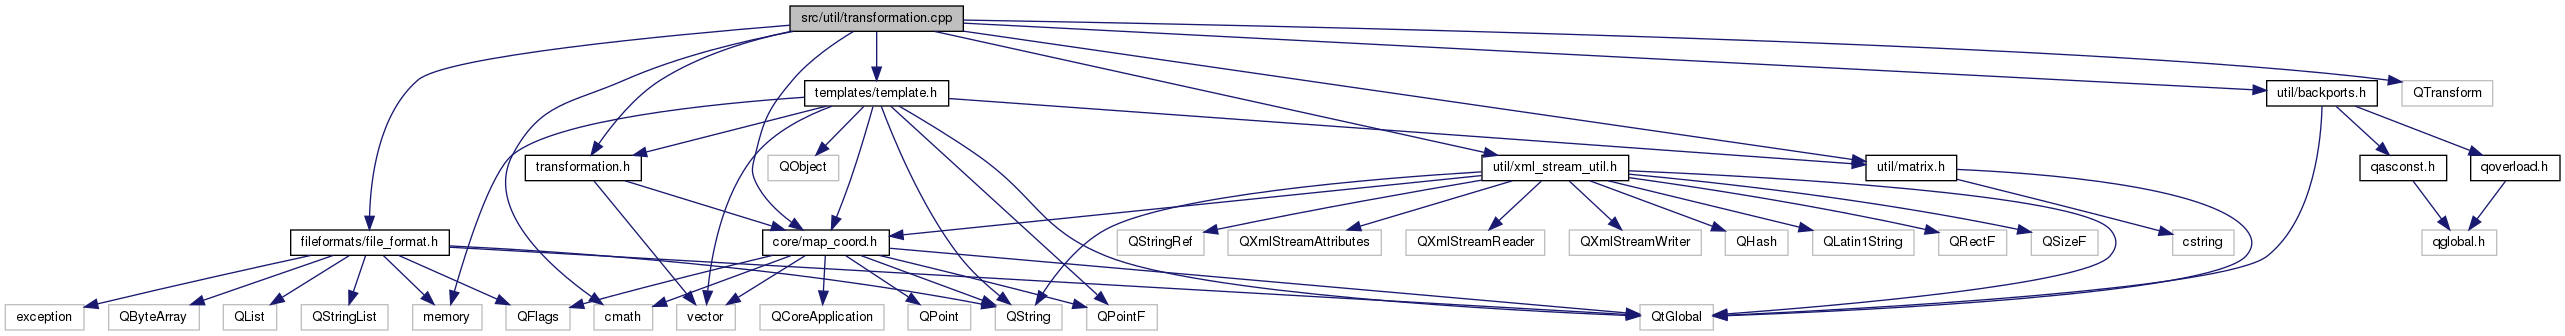 src/util/transformation.cpp
templates/template.h
util/backports.h
QTransform
transformation.h
QObject
util/xml_stream_util.h
util/matrix.h
qasconst.h
qoverload.h
fileformats/file_format.h
core/map_coord.h
QStringRef
QXmlStreamAttributes
QXmlStreamReader
QXmlStreamWriter
QHash
QLatin1String
QRectF
QSizeF
cstring
qglobal.h
exception
QByteArray
QList
QStringList
memory
QFlags
cmath
vector
QCoreApplication
QPoint
QString
QPointF
QtGlobal